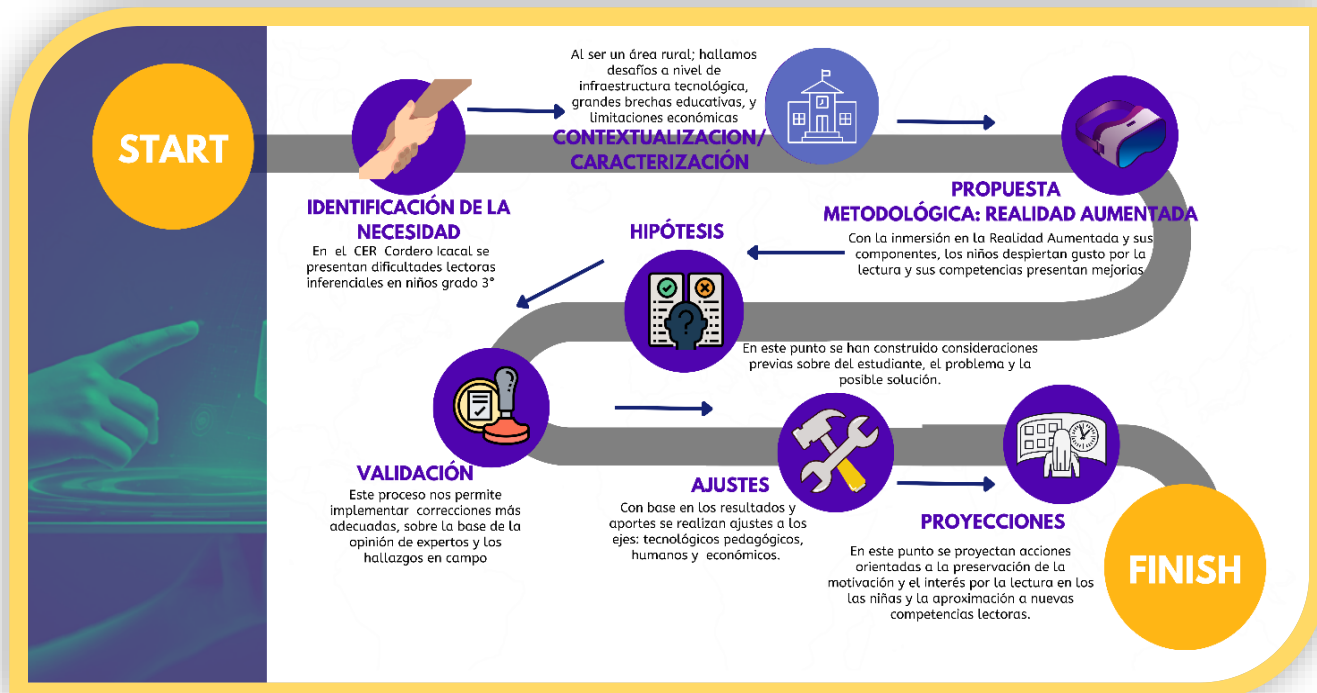 START
IDENTIFICACIÓN DE LA
NECESIDAD
En el CER Cordero Icacal se
presentan dificultades lectoras
inferenciales en niños grado 3°
Al ser un área rural; hallamos
desafíos a nivel de
infraestructura tecnológica,
grandes brechas educativas, y
limitaciones económicas
CONTEXTUALIZACION/
CARACTERIZACIÓN
PROPUESTA
METODOLÓGICA: REALIDAD AUMENTADA
Con la inmersión en la Realidad Aumentada y sus
componentes, los niños despiertan gusto por la
lectura y sus competencias presentan mejorias
HIPÓTESIS
En este punto se han construido consideraciones
previas sobre del estudiante, el problema y la
posible solución.
VALIDACIÓN
Este proceso nos permite
implementar correcciones más
adecuadas, sobre la base de la
opinión de expertos y los
hallazgos en campo
AJUSTES
Con base en los resultados y
aportes se realizan ajustes a los
ejes: tecnológicos pedagógicos,
humanos y económicos.
PROYECCIONES
En este punto se proyectan acciones
orientadas a la preservación de la
motivación y el interés por la lectura en los
las niñas y la aproximación a nuevas
competencias lectoras.
FINISH